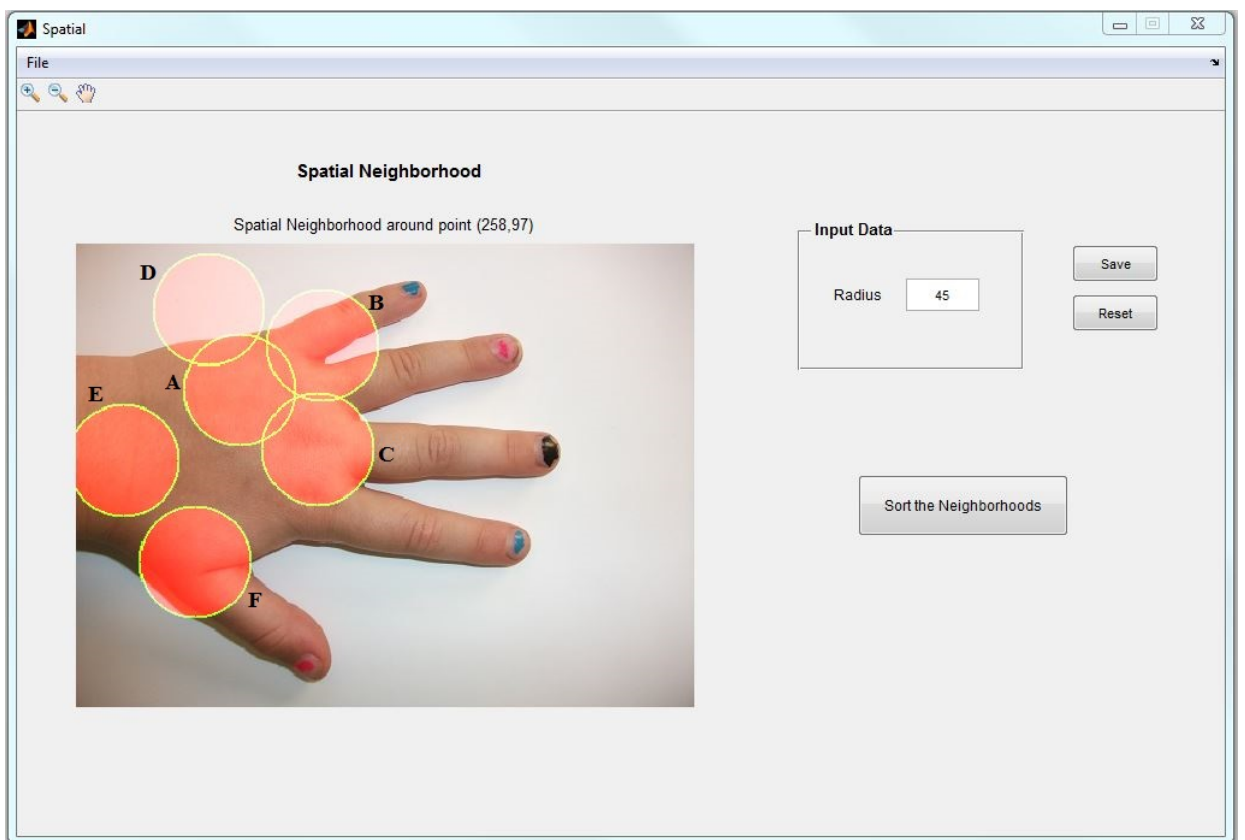 Spatial
File
Spatial Neighborhood
Spatial Neighborhood around point (258,97)
D
B
A
E
C
F
Input Data
Radius 45
Save
Reset
Sort the Neighborhoods